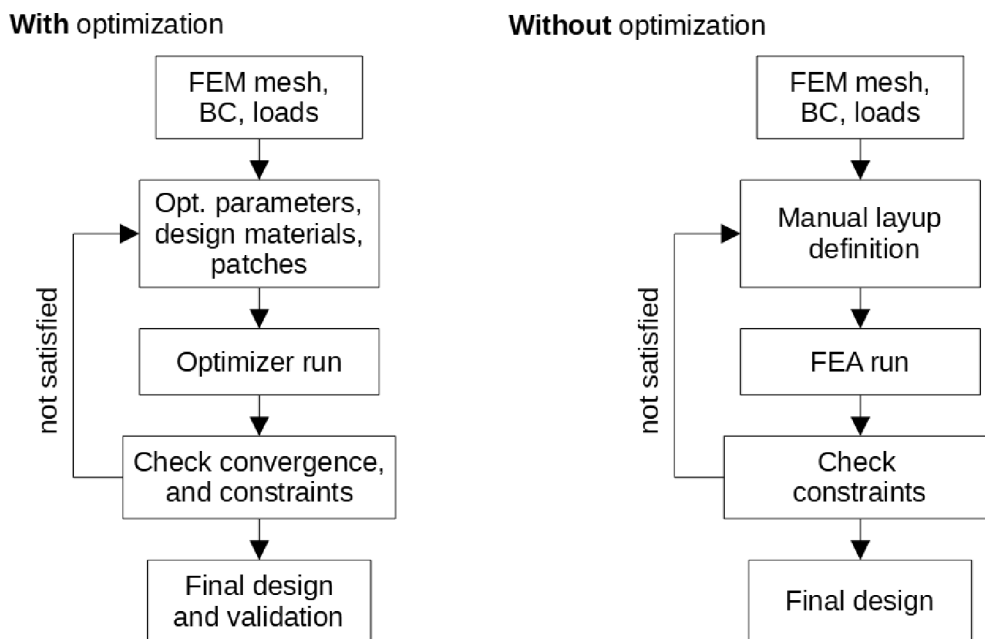 With optimization
FEM mesh,
BC, loads
Opt. parameters,
design materials,
patches
not satisfied
Optimizer run
Check convergence,
and constraints
Final design
and validation
Without optimization
FEM mesh,
BC, loads
Manual layup
definition
not satisfied
FEA run
Check
constraints
Final design